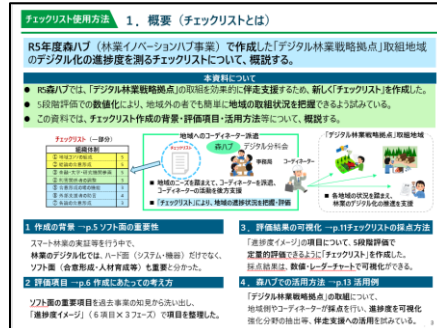 チェックリスト使用方法
1．概要（チェックリストとは）
R5年度森ハブ（林業イノベーションハブ事業）で作成した「デジタル林業戦略拠点」取組地域
のデジタル化の進捗度を測るチェックリストについて、概説する。
本資料について
● R5森ハブでは、「デジタル林業戦略拠点」の取組を効果的に伴走支援するため、新しく「チェックリスト」を作成した。
● 5段階評価での数値化により、地域外の者でも簡単に地域の取組状況を把握できるよう試みている。
● この資料では、チェックリスト作成の背景・評価項目・活用方法等について、概説する。
チェックリスト（一部分）
組織体制
地域へのコーディネーター派遣
チェックリスト
森ハブ
デジタル分科会
事務局
コーディネーター
■ 地域のニーズを踏まえて、コーディネーターを派遣、
コーディネーターの活動を後方支援
■ 「チェックリスト」により、地域の進捗状況を把握・評価
「デジタル林業戦略拠点」取組地域
■ 各地域の状況を踏まえ、
林業のデジタル化の推進を支援
1 作成の背景 →p.5 ソフト面の重要性
スマート林業の実証等を行う中で、
林業のデジタル化では、ハード面（システム・機器）だけでなく、
ソフト面（合意形成・人材育成等）も重要と分かった。
2 評価項目 →p.6 作成にあたっての考え方
ソフト面の重要項目を過去事業の知見から洗い出し、
「進捗度イメージ」（6項目×3フェーズ）で項目を整理した。
3．評価結果の可視化 →p.11チェックリストの採点方法
「進捗度イメージ」の項目について、5段階評価で
定量的評価できるように「チェックリスト」を作成した。
採点結果は、数値・レーダーチャートで可視化ができる。
4．森ハブでの活用方法 →p.13 活用例
「デジタル林業戦略拠点」の取組について、
地域側やコーディネーターが採点を行い、進捗度を可視化
強化分野の抽出等、伴走支援への活用を試みている。